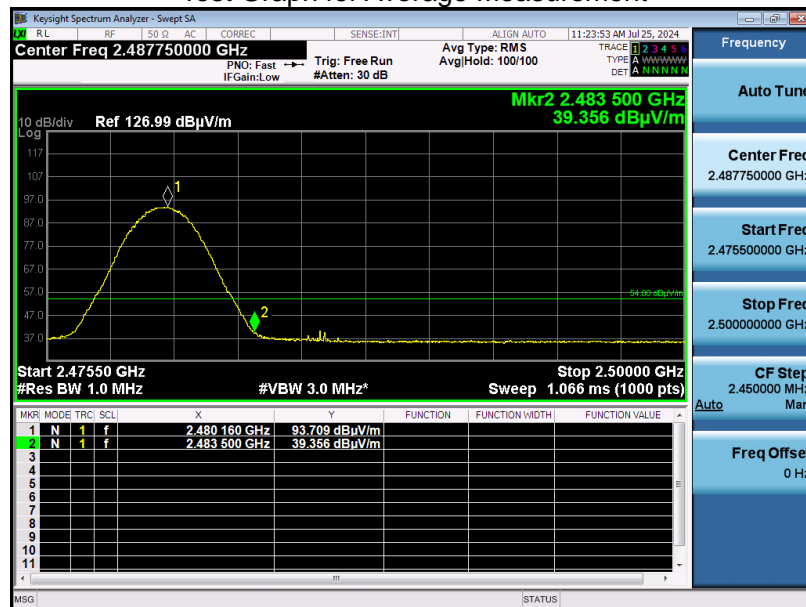 Test Graph for Average Measurement
Keysight Spectrum Analyzer - Swept SA
LXI RL RF 50 Ω AC CORREC SENSE:INT ALIGN AUTO 11:23:53 AM Jul 25, 2024
Center Freq 2.487750000 GHz
PNO: Fast
IFGain:Low
Trig: Free Run
#Atten: 30 dB
Avg Type: RMS
Avg|Hold: 100/100
TRACE 1 2 3 4 5 6
TYPE A WWWWW
DET A N N N N N
Mkr2 2.483 500 GHz
39.356 dBµV/m
10 dB/div Ref 126.99 dBµV/m
Log
117
107
97.0
87.0
77.0
67.0
57.0
47.0
37.0
1
2
54.00 dBµV/m
Start 2.47550 GHz Stop 2.50000 GHz
#Res BW 1.0 MHz #VBW 3.0 MHz* Sweep 1.066 ms (1000 pts)
MKR MODE TRC SCL X Y FUNCTION FUNCTION WIDTH FUNCTION VALUE
1 N 1 f 2.480 160 GHz 93.709 dBµV/m
2 N 1 f 2.483 500 GHz 39.356 dBµV/m
3
4
5
6
7
8
9
10
11
MSG STATUS
Frequency
Auto Tune
Center Freq
2.487750000 GHz
Start Freq
2.475500000 GHz
Stop Freq
2.500000000 GHz
CF Step
2.450000 MHz
Auto Man
Freq Offset
0 Hz